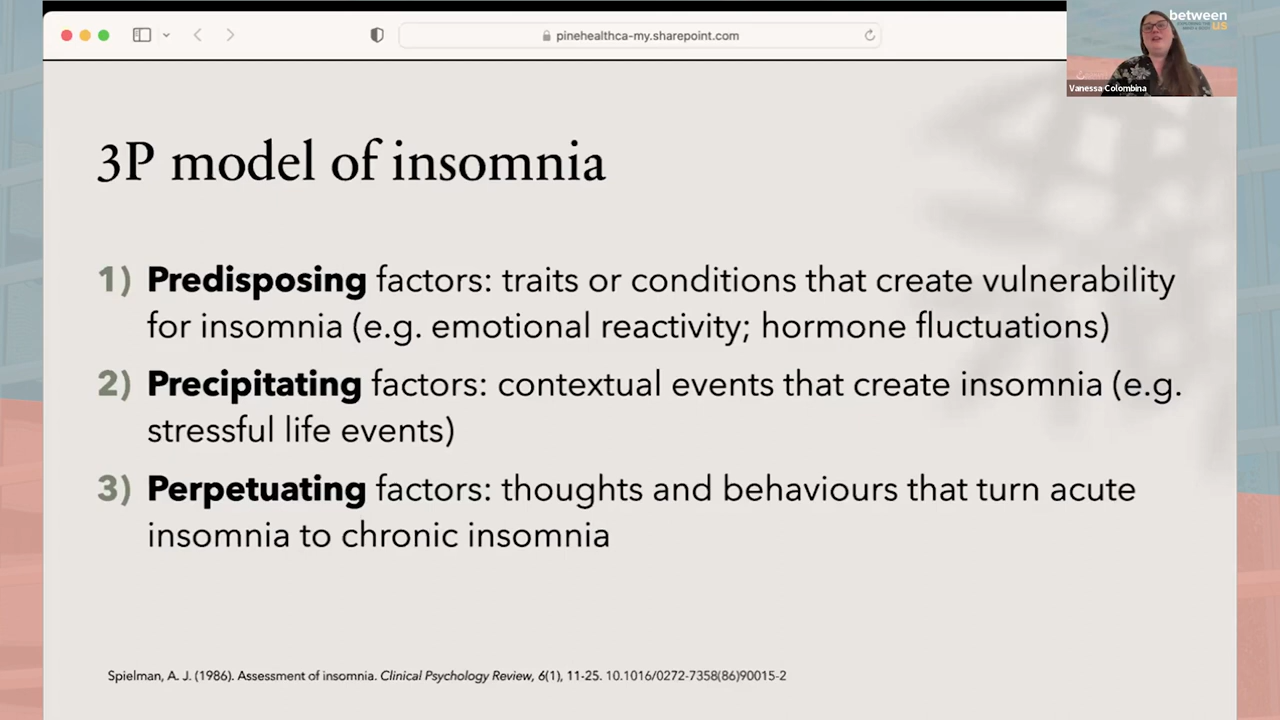 pinehealthca-my.sharepoint.com
between
us
Vanessa Colombina
3P model of insomnia
1) Predisposing factors: traits or conditions that create vulnerability
for insomnia (e.g. emotional reactivity; hormone fluctuations)
2) Precipitating factors: contextual events that create insomnia (e.g.
stressful life events)
3) Perpetuating factors: thoughts and behaviours that turn acute
insomnia to chronic insomnia
Spielman, A. J. (1986). Assessment of insomnia. Clinical Psychology Review, 6(1), 11-25. 10.1016/0272-7358(86)90015-2